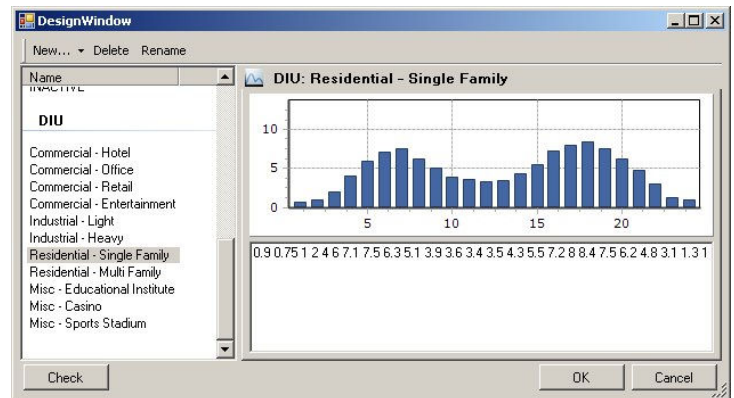 DesignWindow
New... Delete Rename
Name
INACTIVE
DIU
Commercial - Hotel
Commercial - Office
Commercial - Retail
Commercial - Entertainment
Industrial - Light
Industrial - Heavy
Residential - Single Family
Residential - Multi Family
Misc - Educational Institute
Misc - Casino
Misc - Sports Stadium
DIU: Residential - Single Family
10
5
0
5 10 15 20
0.9 0.75 1 2 4 6 7.1 7.5 6.3 5.1 3.9 3.6 3.4 3.5 4.3 5.5 7.2 8 8.4 7.5 6.2 4.8 3.1 1.3 1
Check OK Cancel